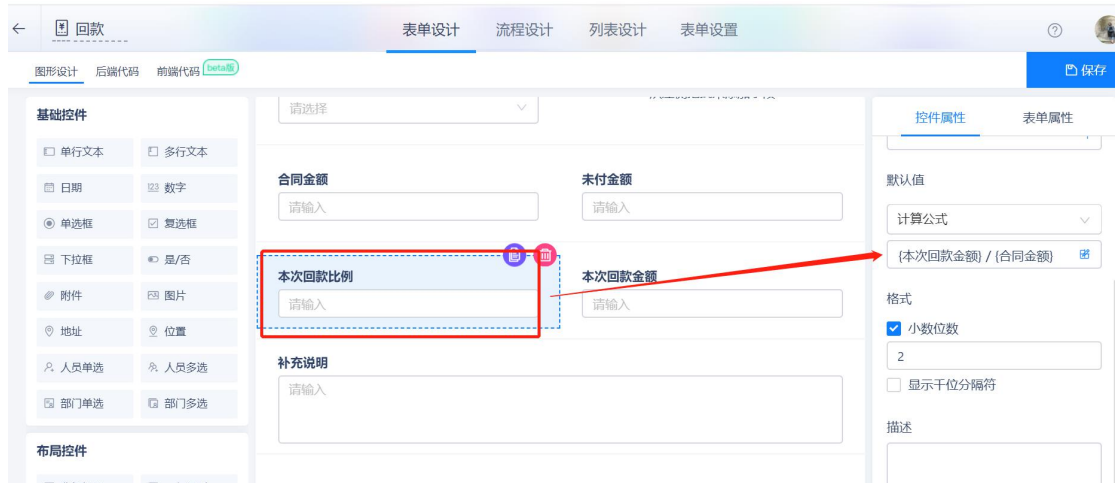 回款
表单设计 流程设计 列表设计 表单设置
图形设计 后端代码 前端代码 beta版
保存
基础控件
单行文本 多行文本
日期 123 数字
单选框 复选框
下拉框 是/否
附件 图片
地址 位置
人员单选 人员多选
部门单选 部门多选
布局控件
请选择
合同金额 未付金额
请输入 请输入
本次回款比例 本次回款金额
请输入 请输入
补充说明
请输入
控件属性 表单属性
默认值
计算公式
{本次回款金额} / {合同金额}
格式
小数位数
2
显示千位分隔符
描述